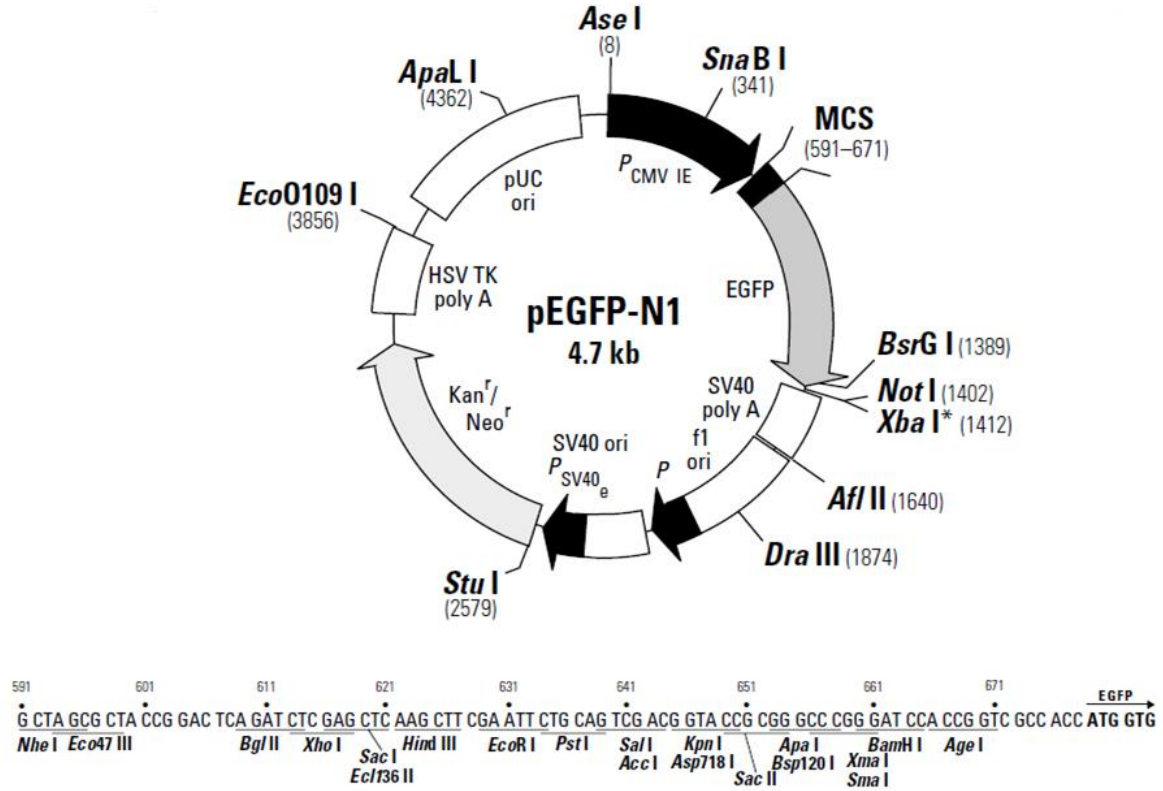 Ase I
(8)
SnaB I
(341)
ApaL I
(4362)
MCS
(591–671)
P CMV IE
pUC
ori
EcoO109 I
(3856)
HSV TK
poly A
EGFP
pEGFP-N1
4.7 kb
BsrG I (1389)
Not I (1402)
Xba I* (1412)
SV40
poly A
Kan r/
Neo r
f1
ori
SV40 ori
P SV40 e
P
Afl II (1640)
Dra III (1874)
Stu I
(2579)
591 601 611 621 631 641 651 661 671 EGFP
G CTA GCG CTA CCG GAC TCA GAT CTC GAG CTC AAG CTT CGA ATT CTG CAG TCG ACG GTA CCG CGG GCC CGG GAT CCA CCG GTC GCC ACC ATG GTG
Nhe I Eco47 III Bgl II Xho I Hind III EcoR I Pst I Sal I Kpn I Apa I BamH I Age I
Sac I Acc I Asp718 I Bsp120 I Xma I
Ecl136 II Sac II Sma I